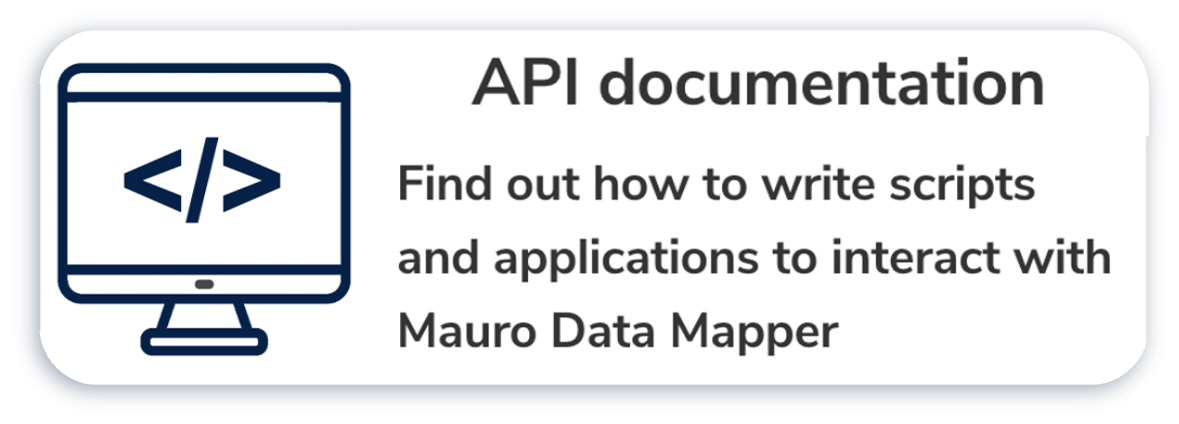 </>
API documentation
Find out how to write scripts
and applications to interact with
Mauro Data Mapper